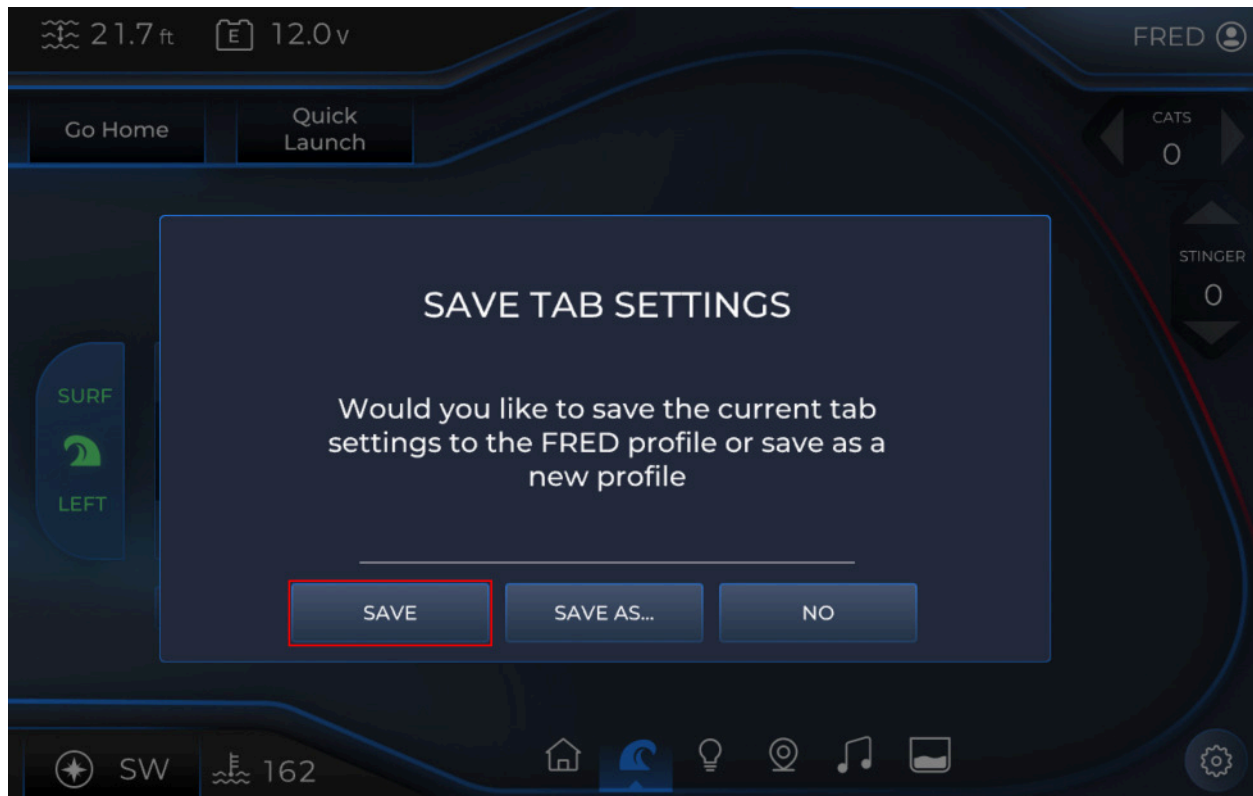 21.7 ft E 12.0 v FRED
Go Home Quick Launch CATS
0
STINGER
0
SAVE TAB SETTINGS
SURF
LEFT
Would you like to save the current tab
settings to the FRED profile or save as a
new profile
SAVE SAVE AS... NO
SW 162